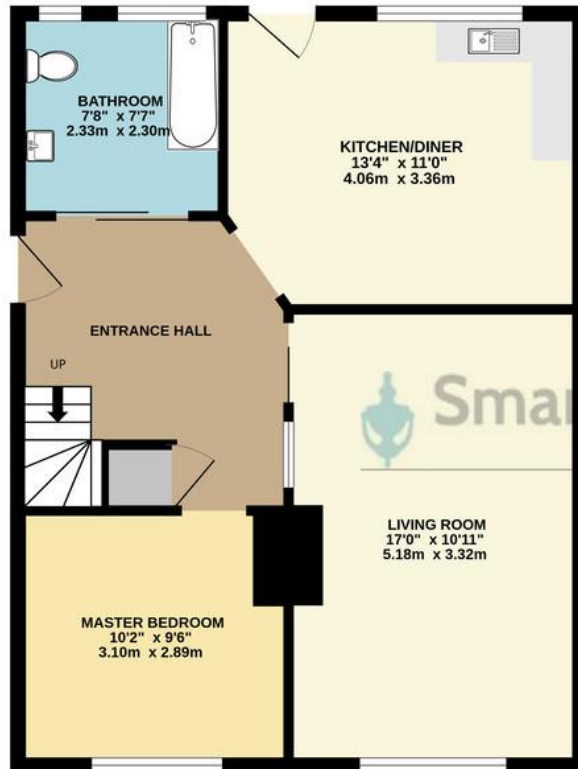 BATHROOM
7'8" x 7'7"
2.33m x 2.30m
KITCHEN/DINER
13'4" x 11'0"
4.06m x 3.36m
ENTRANCE HALL
UP
Smar
LIVING ROOM
17'0" x 10'11"
5.18m x 3.32m
MASTER BEDROOM
10'2" x 9'6"
3.10m x 2.89m